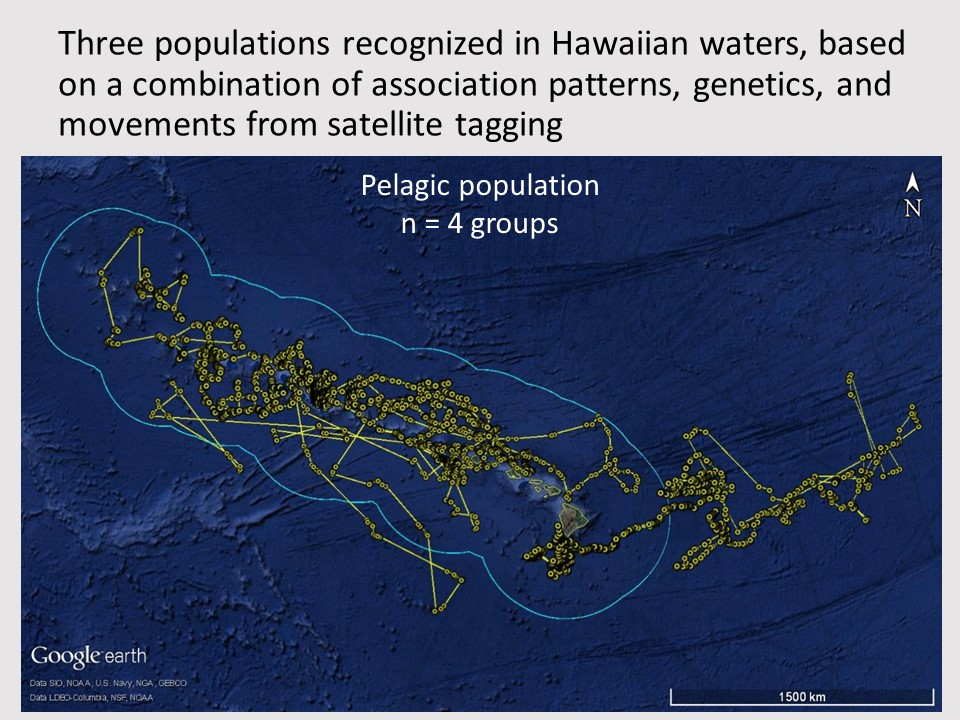 Three populations recognized in Hawaiian waters, based
on a combination of association patterns, genetics, and
movements from satellite tagging
Pelagic population
n = 4 groups
N
Google earth
Data SIO, NOAA, U.S. Navy, NGA, GEBCO
Data LDEO-Columbia, NSF, NOAA
1500 km